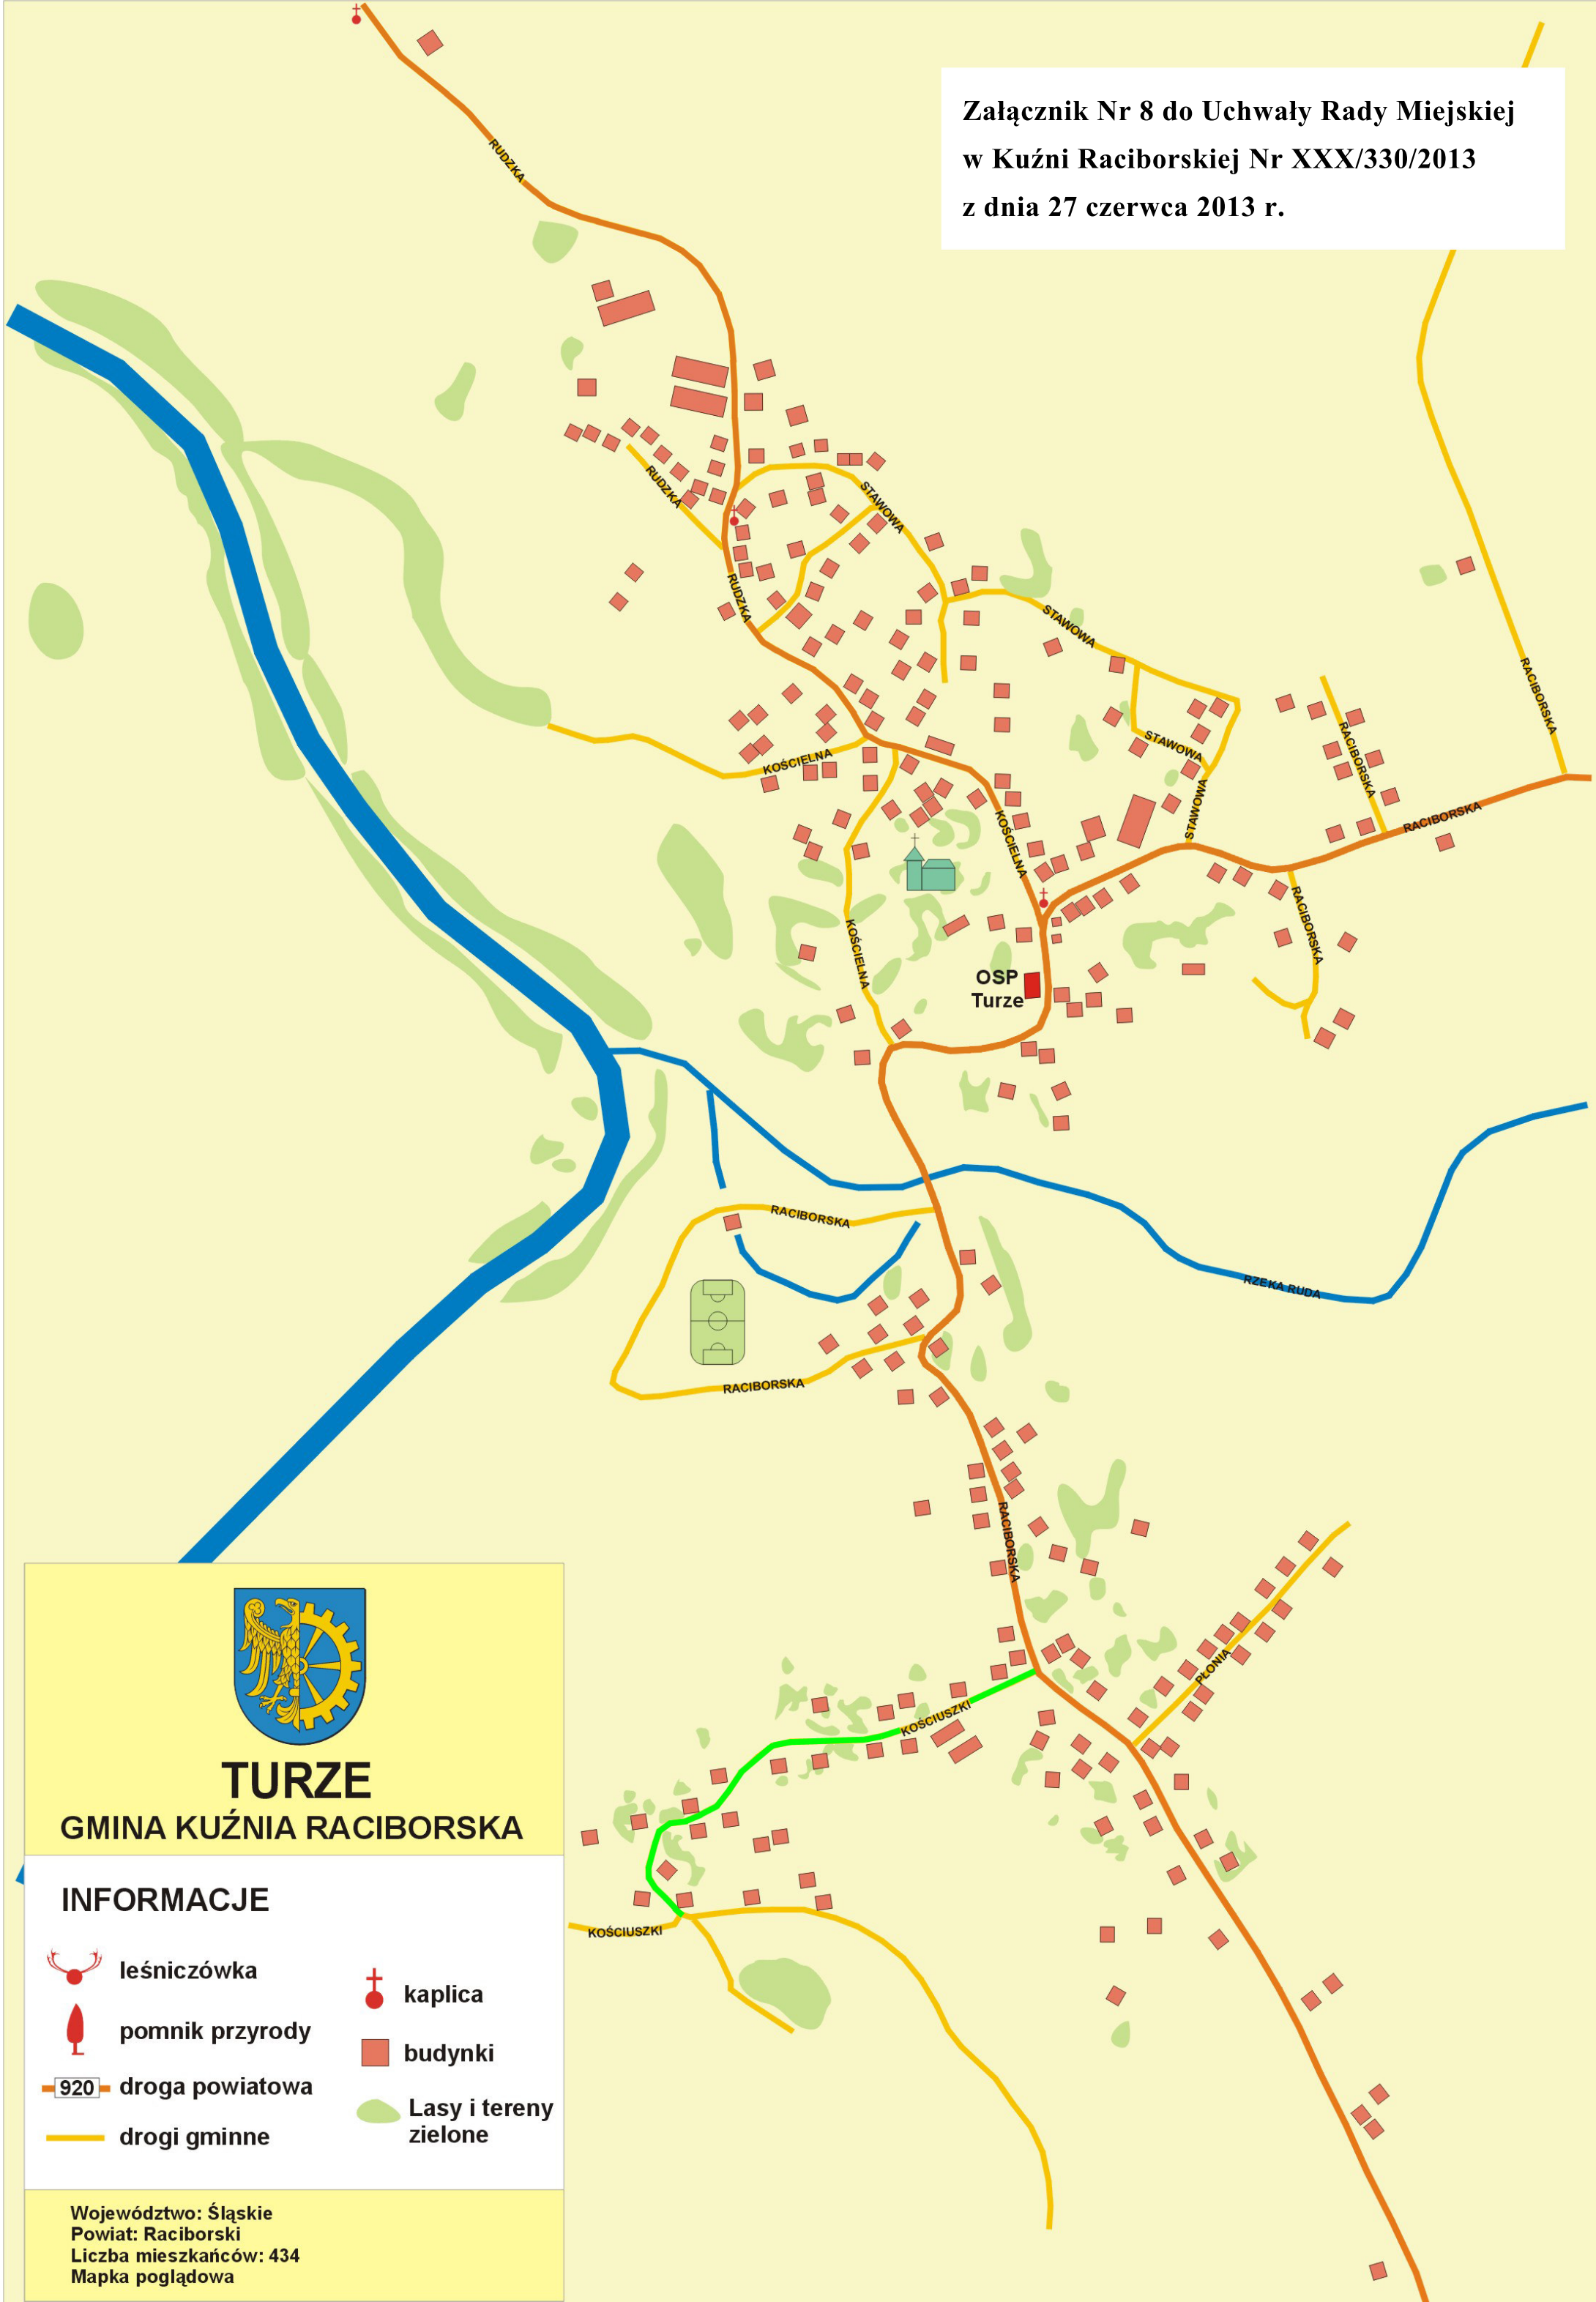 Załącznik Nr 8 do Uchwały Rady Miejskiej
w Kuźni Raciborskiej Nr XXX/330/2013
z dnia 27 czerwca 2013 r.
RUDZKA
RUDZKA
STAWOWA
RUDZKA
STAWOWA
RACIBORSKA
STAWOWA
RACIBORSKA
KOŚCIELNA
STAWOWA
RACIBORSKA
KOŚCIELNA
RACIBORSKA
KOŚCIELNA
OSP
Turze
RACIBORSKA
RZEKA RUDA
RACIBORSKA
RACIBORSKA
PŁONIA
KOŚCIUSZKI
KOŚCIUSZKI
TURZE
GMINA KUŹNIA RACIBORSKA
INFORMACJE
leśniczówka
pomnik przyrody
920 droga powiatowa
drogi gminne
kaplica
budynki
Lasy i tereny
zielone
Województwo: Śląskie
Powiat: Raciborski
Liczba mieszkańców: 434
Mapka poglądowa